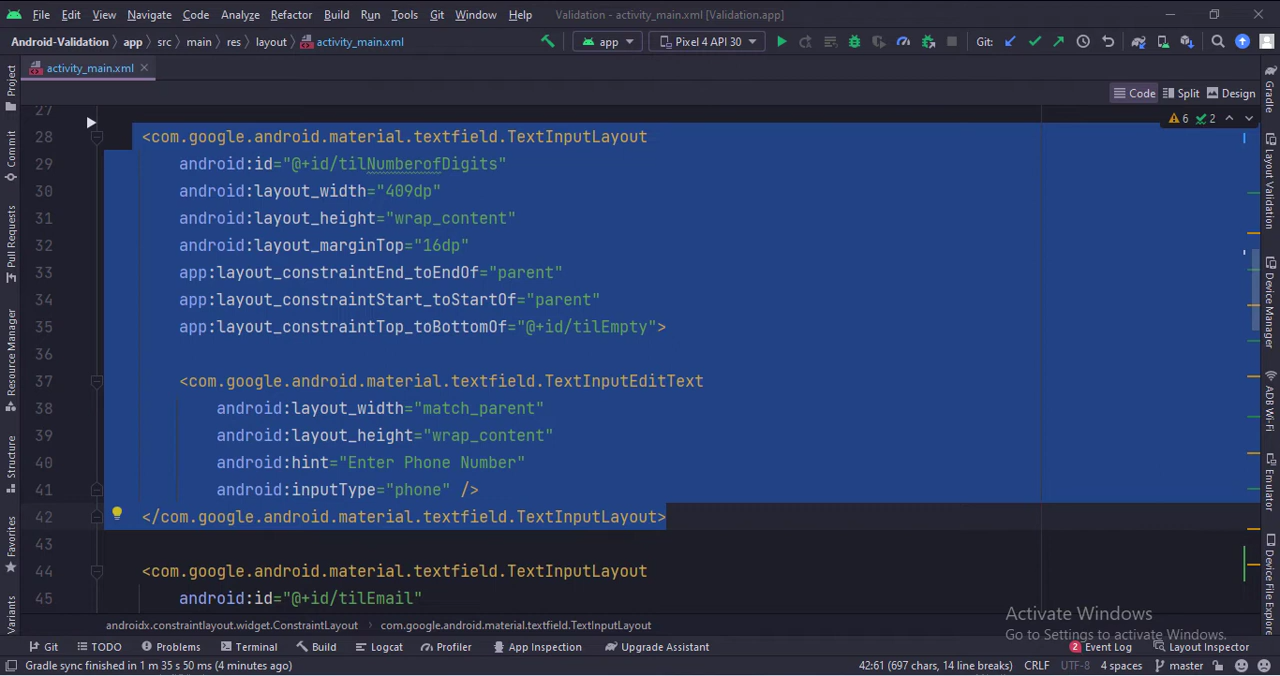 File Edit View Navigate Code Analyze Refactor Build Run Tools Git Window Help Validation - activity_main.xml [Validation.app]
Android-Validation app src main res layout activity_main.xml app Pixel 4 API 30 Git:
activity_main.xml
Code Split Design
6 2
27
28 <com.google.android.material.textfield.TextInputLayout
29 android:id="@+id/tilNumberofDigits"
30 android:layout_width="409dp"
31 android:layout_height="wrap_content"
32 android:layout_marginTop="16dp"
33 app:layout_constraintEnd_toEndOf="parent"
34 app:layout_constraintStart_toStartOf="parent"
35 app:layout_constraintTop_toBottomOf="@+id/tilEmpty">
36
37 <com.google.android.material.textfield.TextInputEditText
38 android:layout_width="match_parent"
39 android:layout_height="wrap_content"
40 android:hint="Enter Phone Number"
41 android:inputType="phone" />
42 </com.google.android.material.textfield.TextInputLayout>
43
44 <com.google.android.material.textfield.TextInputLayout
45 android:id="@+id/tilEmail"
Project
Commit
Pull Requests
Resource Manager
Structure
Favorites
Variants
Gradle
Layout Validation
Device Manager
ADB Wi-Fi
Emulator
Device File Explorer
Activate Windows
Go to Settings to activate Windows.
androidx.constraintlayout.widget.ConstraintLayout com.google.android.material.textfield.TextInputLayout
Git TODO Problems Terminal Build Logcat Profiler App Inspection Upgrade Assistant 2 Event Log Layout Inspector
Gradle sync finished in 1 m 35 s 50 ms (4 minutes ago) 42:61 (697 chars, 14 line breaks) CRLF UTF-8 4 spaces master